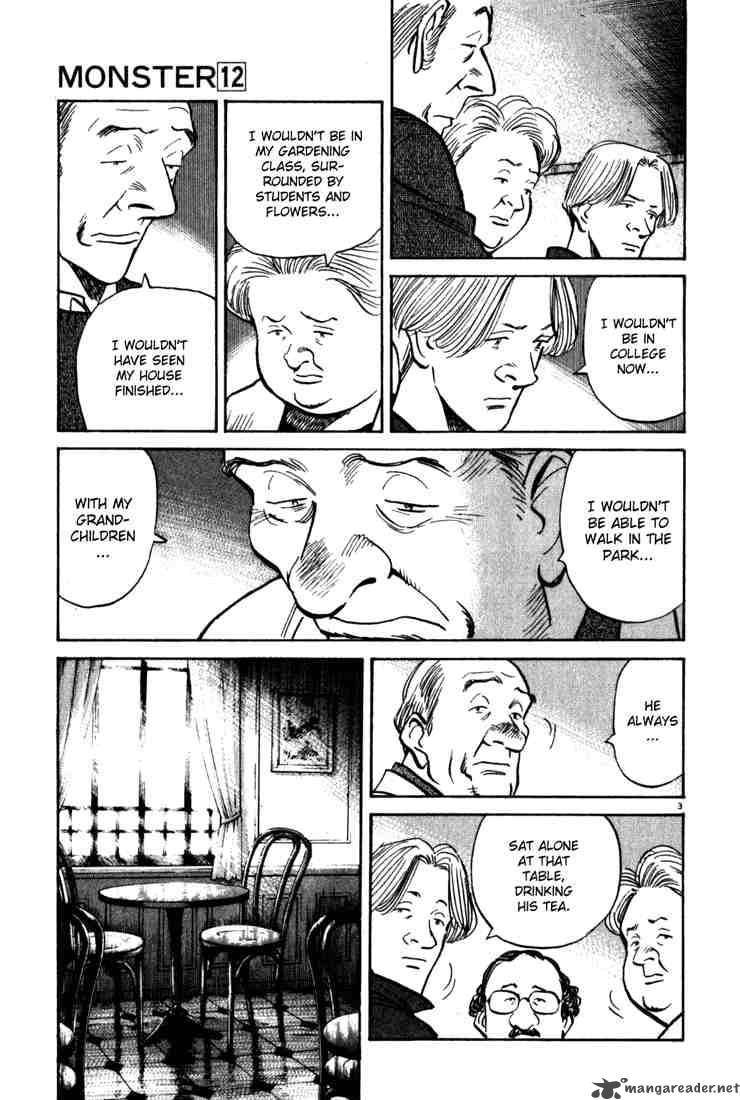 MONSTER 12
I WOULDN'T BE IN
MY GARDENING
CLASS, SUR-
ROUNDED BY
STUDENTS AND
FLOWERS...
I WOULDN'T
HAVE SEEN
MY HOUSE
FINISHED...
I WOULDN'T
BE IN
COLLEGE
NOW...
WITH MY
GRAND-
CHILDREN
...
I WOULDN'T
BE ABLE TO
WALK IN THE
PARK...
HE
ALWAYS
...
3
SAT ALONE
AT THAT
TABLE,
DRINKING
HIS TEA.
mangareader.net